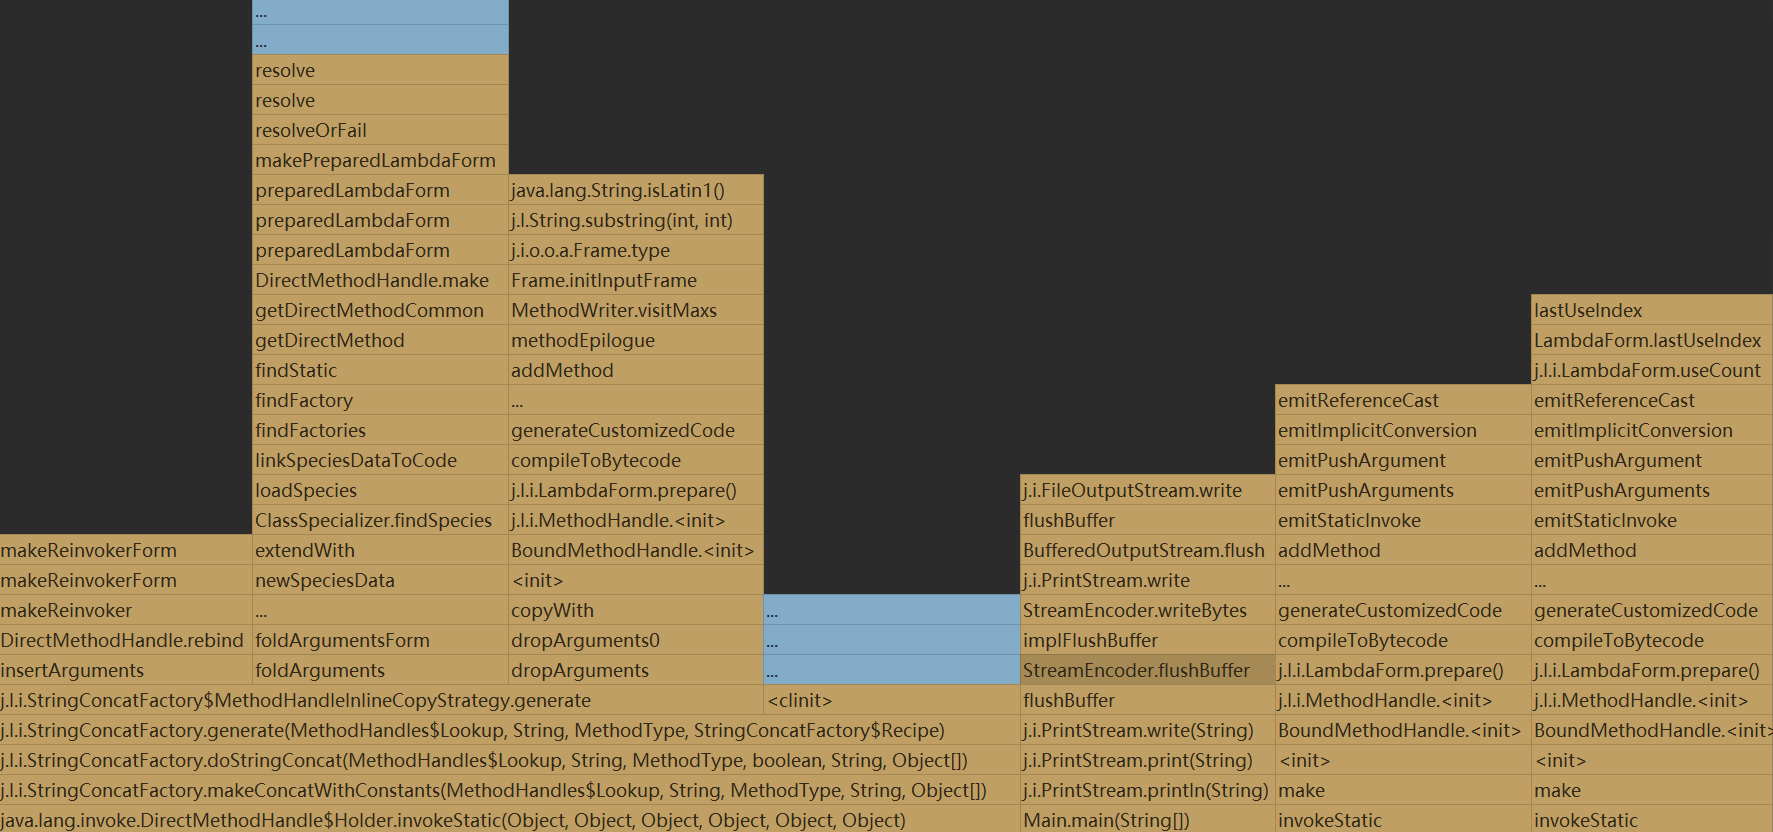 ...
...
resolve
resolve
resolveOrFail
makePreparedLambdaForm
preparedLambdaForm java.lang.String.isLatin1()
preparedLambdaForm j.l.String.substring(int, int)
preparedLambdaForm j.i.o.o.a.Frame.type
DirectMethodHandle.make Frame.initInputFrame
getDirectMethodCommon MethodWriter.visitMaxs lastUseIndex
getDirectMethod methodEpilogue LambdaForm.lastUseIndex
findStatic addMethod j.l.i.LambdaForm.useCount
findFactory ... emitReferenceCast emitReferenceCast
findFactories generateCustomizedCode emitImplicitConversion emitImplicitConversion
linkSpeciesDataToCode compileToBytecode emitPushArgument emitPushArgument
loadSpecies j.l.i.LambdaForm.prepare() j.i.FileOutputStream.write emitPushArguments emitPushArguments
ClassSpecializer.findSpecies j.l.i.MethodHandle.<init> flushBuffer emitStaticInvoke emitStaticInvoke
makeReinvokerForm extendWith BoundMethodHandle.<init> BufferedOutputStream.flush addMethod addMethod
makeReinvokerForm newSpeciesData <init> j.i.PrintStream.write ... ...
makeReinvoker ... copyWith ... StreamEncoder.writeBytes generateCustomizedCode generateCustomizedCode
DirectMethodHandle.rebind foldArgumentsForm dropArguments0 ... implFlushBuffer compileToBytecode compileToBytecode
insertArguments foldArguments dropArguments ... StreamEncoder.flushBuffer j.l.i.LambdaForm.prepare() j.l.i.LambdaForm.prepare()
j.l.i.StringConcatFactory$MethodHandleInlineCopyStrategy.generate <clinit> flushBuffer j.l.i.MethodHandle.<init> j.l.i.MethodHandle.<init>
j.l.i.StringConcatFactory.generate(MethodHandles$Lookup, String, MethodType, StringConcatFactory$Recipe) j.i.PrintStream.write(String) BoundMethodHandle.<init> BoundMethodHandle.<init>
j.l.i.StringConcatFactory.doStringConcat(MethodHandles$Lookup, String, MethodType, boolean, String, Object[]) j.i.PrintStream.print(String) <init> <init>
j.l.i.StringConcatFactory.makeConcatWithConstants(MethodHandles$Lookup, String, MethodType, String, Object[]) j.i.PrintStream.println(String) make make
java.lang.invoke.DirectMethodHandle$Holder.invokeStatic(Object, Object, Object, Object, Object, Object) Main.main(String[]) invokeStatic invokeStatic